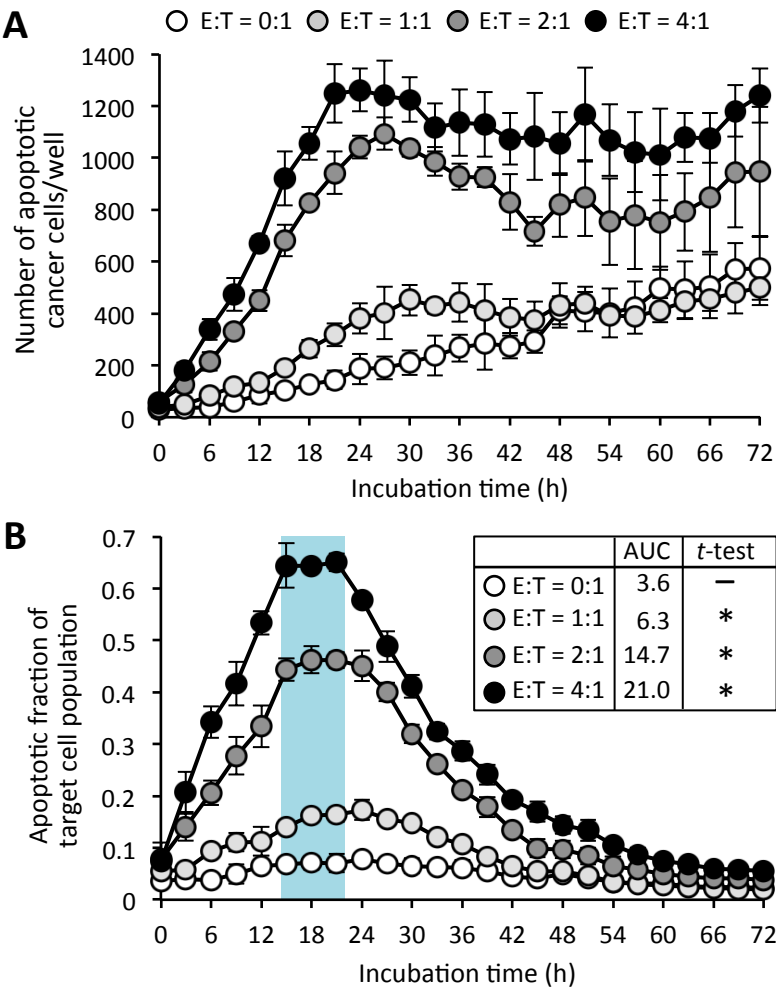 A
E:T = 0:1 E:T = 1:1 E:T = 2:1 E:T = 4:1
Number of apoptotic
cancer cells/well
1400
1200
1000
800
600
400
200
0
0 6 12 18 24 30 36 42 48 54 60 66 72
Incubation time (h)
B
Apoptotic fraction of
target cell population
0.7
0.6
0.5
0.4
0.3
0.2
0.1
0
AUC t-test
E:T = 0:1 3.6 –
E:T = 1:1 6.3 *
E:T = 2:1 14.7 *
E:T = 4:1 21.0 *
0 6 12 18 24 30 36 42 48 54 60 66 72
Incubation time (h)